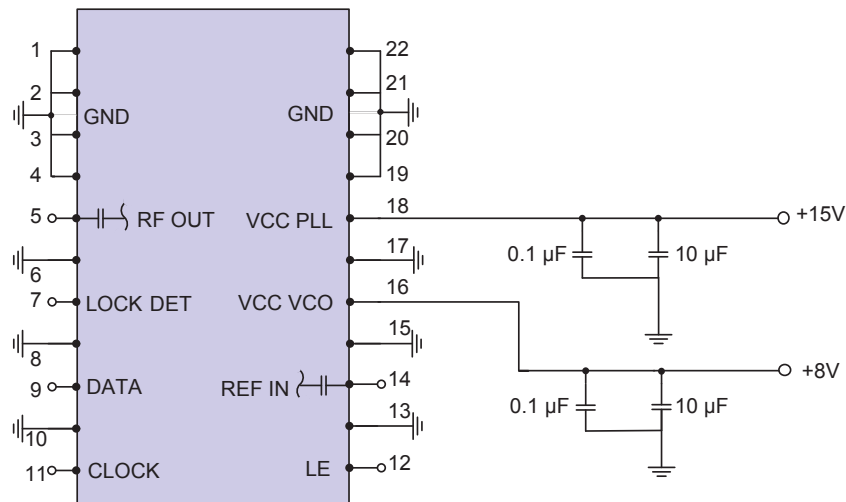 1
2
GND
3
4
5
RF OUT
6
7
LOCK DET
8
9
DATA
10
11
CLOCK
22
21
GND
20
19
18
VCC PLL
17
16
VCC VCO
15
14
REF IN
13
12
LE
+15V
0.1 µF
10 µF
+8V
0.1 µF
10 µF